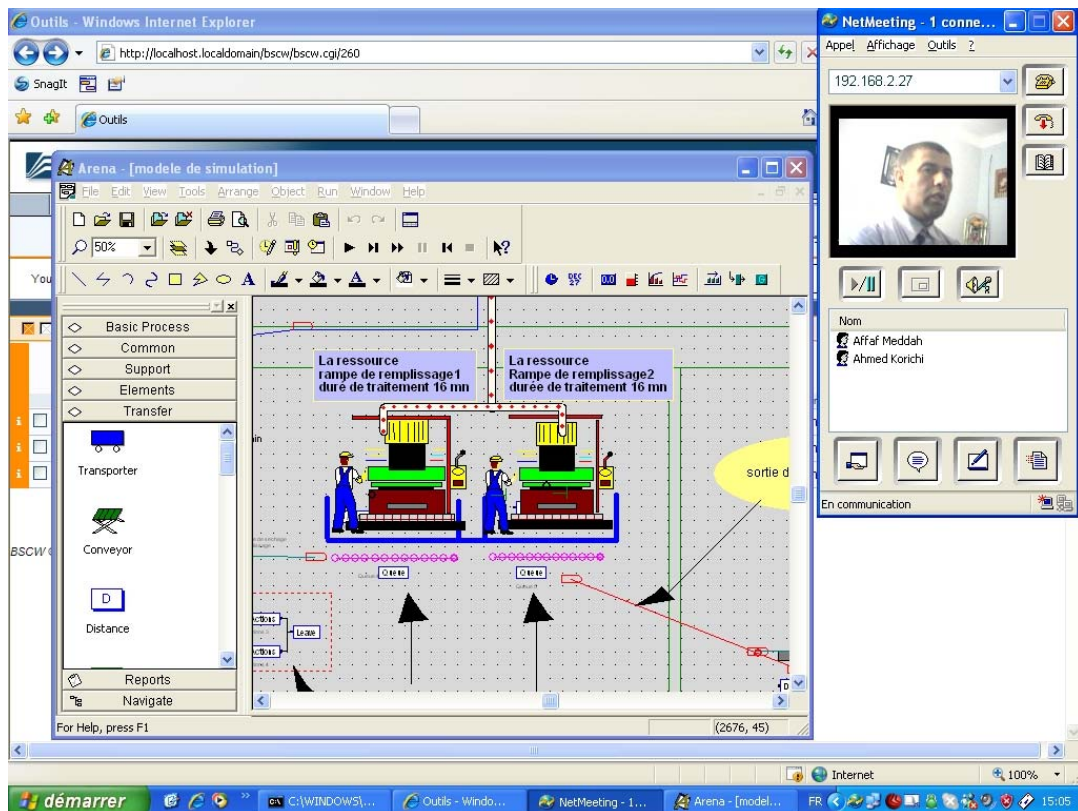 Outils - Windows Internet Explorer
http://localhost.localdomain/bscw/bscw.cgi/260
SnagIt
Outils
You
BSCW
Arena - [modele de simulation]
File Edit View Tools Arrange Object Run Window Help
50%
Basic Process
Common
Support
Elements
Transfer
Transporter
Conveyor
D
Distance
Reports
Navigate
La ressource
rampe de remplissage1
duré de traitement 16 mn
La ressource
Rampe de remplissage2
durée de traitement 16 mn
sortie d
Queue
Queue
Actions
Leave
Actions
For Help, press F1
(2676, 45)
NetMeeting - 1 conne...
Appel Affichage Outils ?
192.168.2.27
Nom
Affaf Meddah
Ahmed Korichi
En communication
Internet
100%
démarrer
C:\WINDOWS\...
Outils - Windo...
NetMeeting - 1...
Arena - [model...
FR
15:05